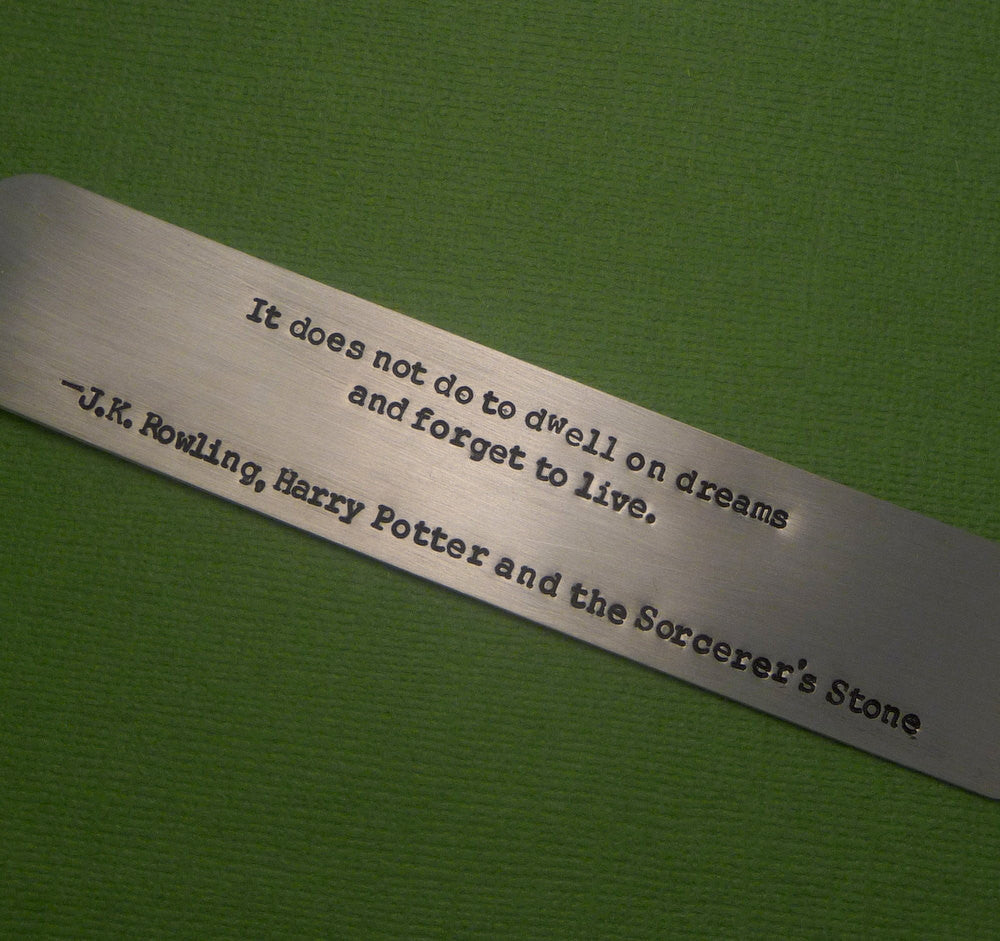 It does not do to dwell on dreams
and forget to live.
—J.K. Rowling, Harry Potter and the Sorcerer's Stone